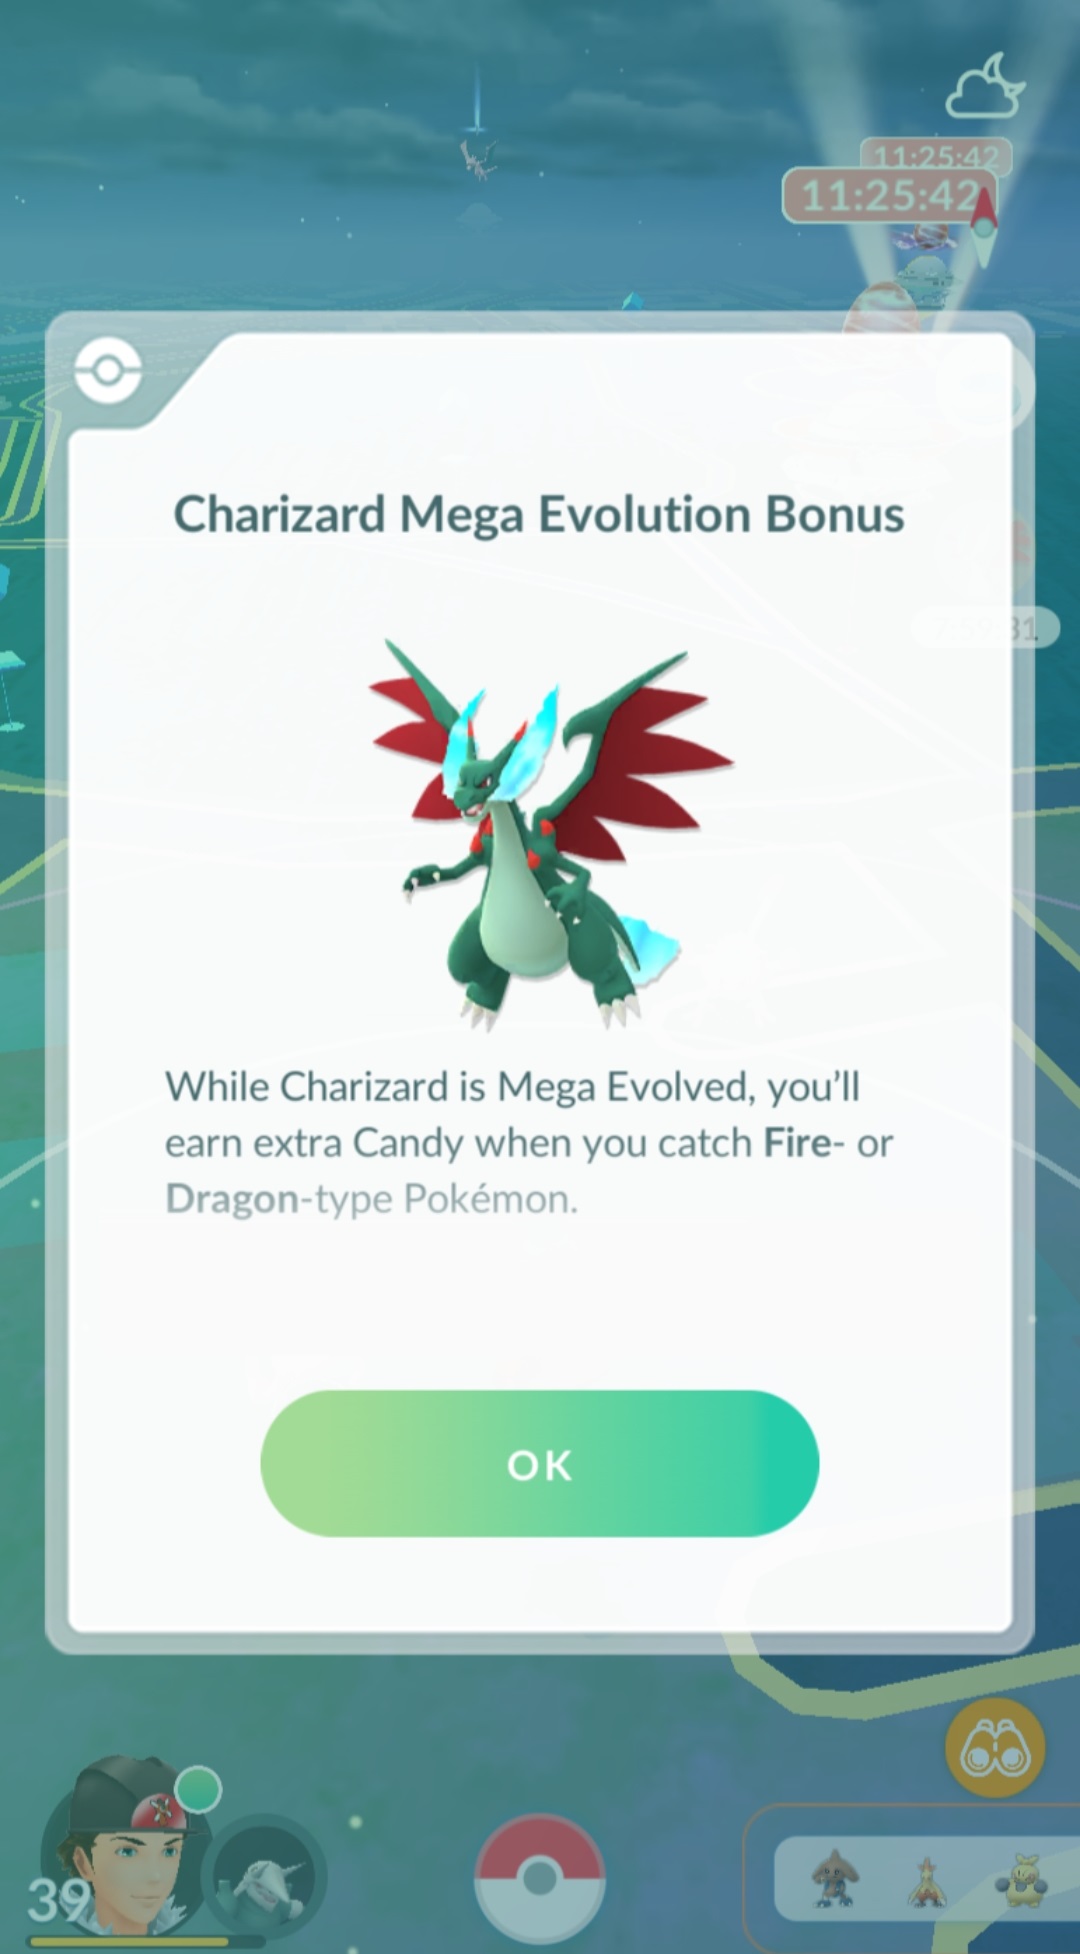 11:25:42
11:25:42
Charizard Mega Evolution Bonus
31
While Charizard is Mega Evolved, you’ll
earn extra Candy when you catch Fire- or
Dragon-type Pokémon.
OK
39